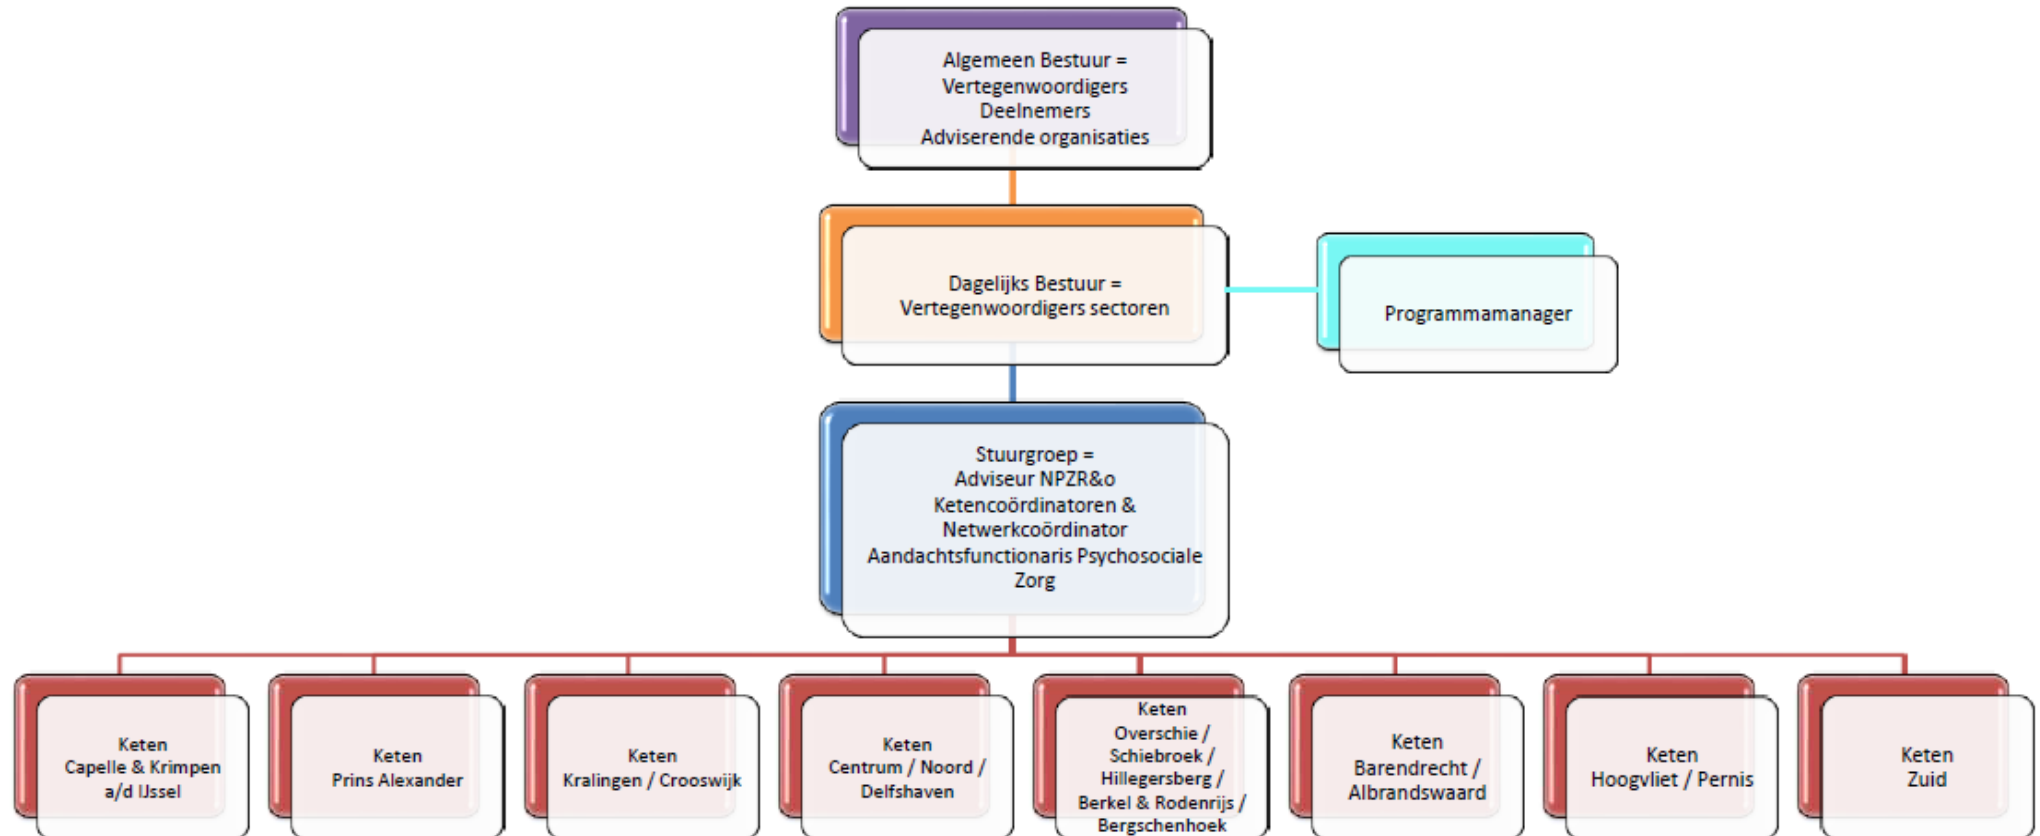 Algemeen Bestuur =
Vertegenwoordigers
Deelnemers
Adviserende organisaties
Dagelijks Bestuur =
Vertegenwoordigers sectoren
Programmamanager
Stuurgroep =
Adviseur NPZR&o
Ketencoördinatoren &
Netwerkcoördinator
Aandachtsfunctionaris Psychosociale
Zorg
Keten
Capelle & Krimpen
a/d IJssel
Keten
Prins Alexander
Keten
Kralingen / Crooswijk
Keten
Centrum / Noord /
Delfshaven
Keten
Overschie /
Schiebroek /
Hillegersberg /
Berkel & Rodenrijs /
Bergschenhoek
Keten
Barendrecht /
Albrandswaard
Keten
Hoogvliet / Pernis
Keten
Zuid